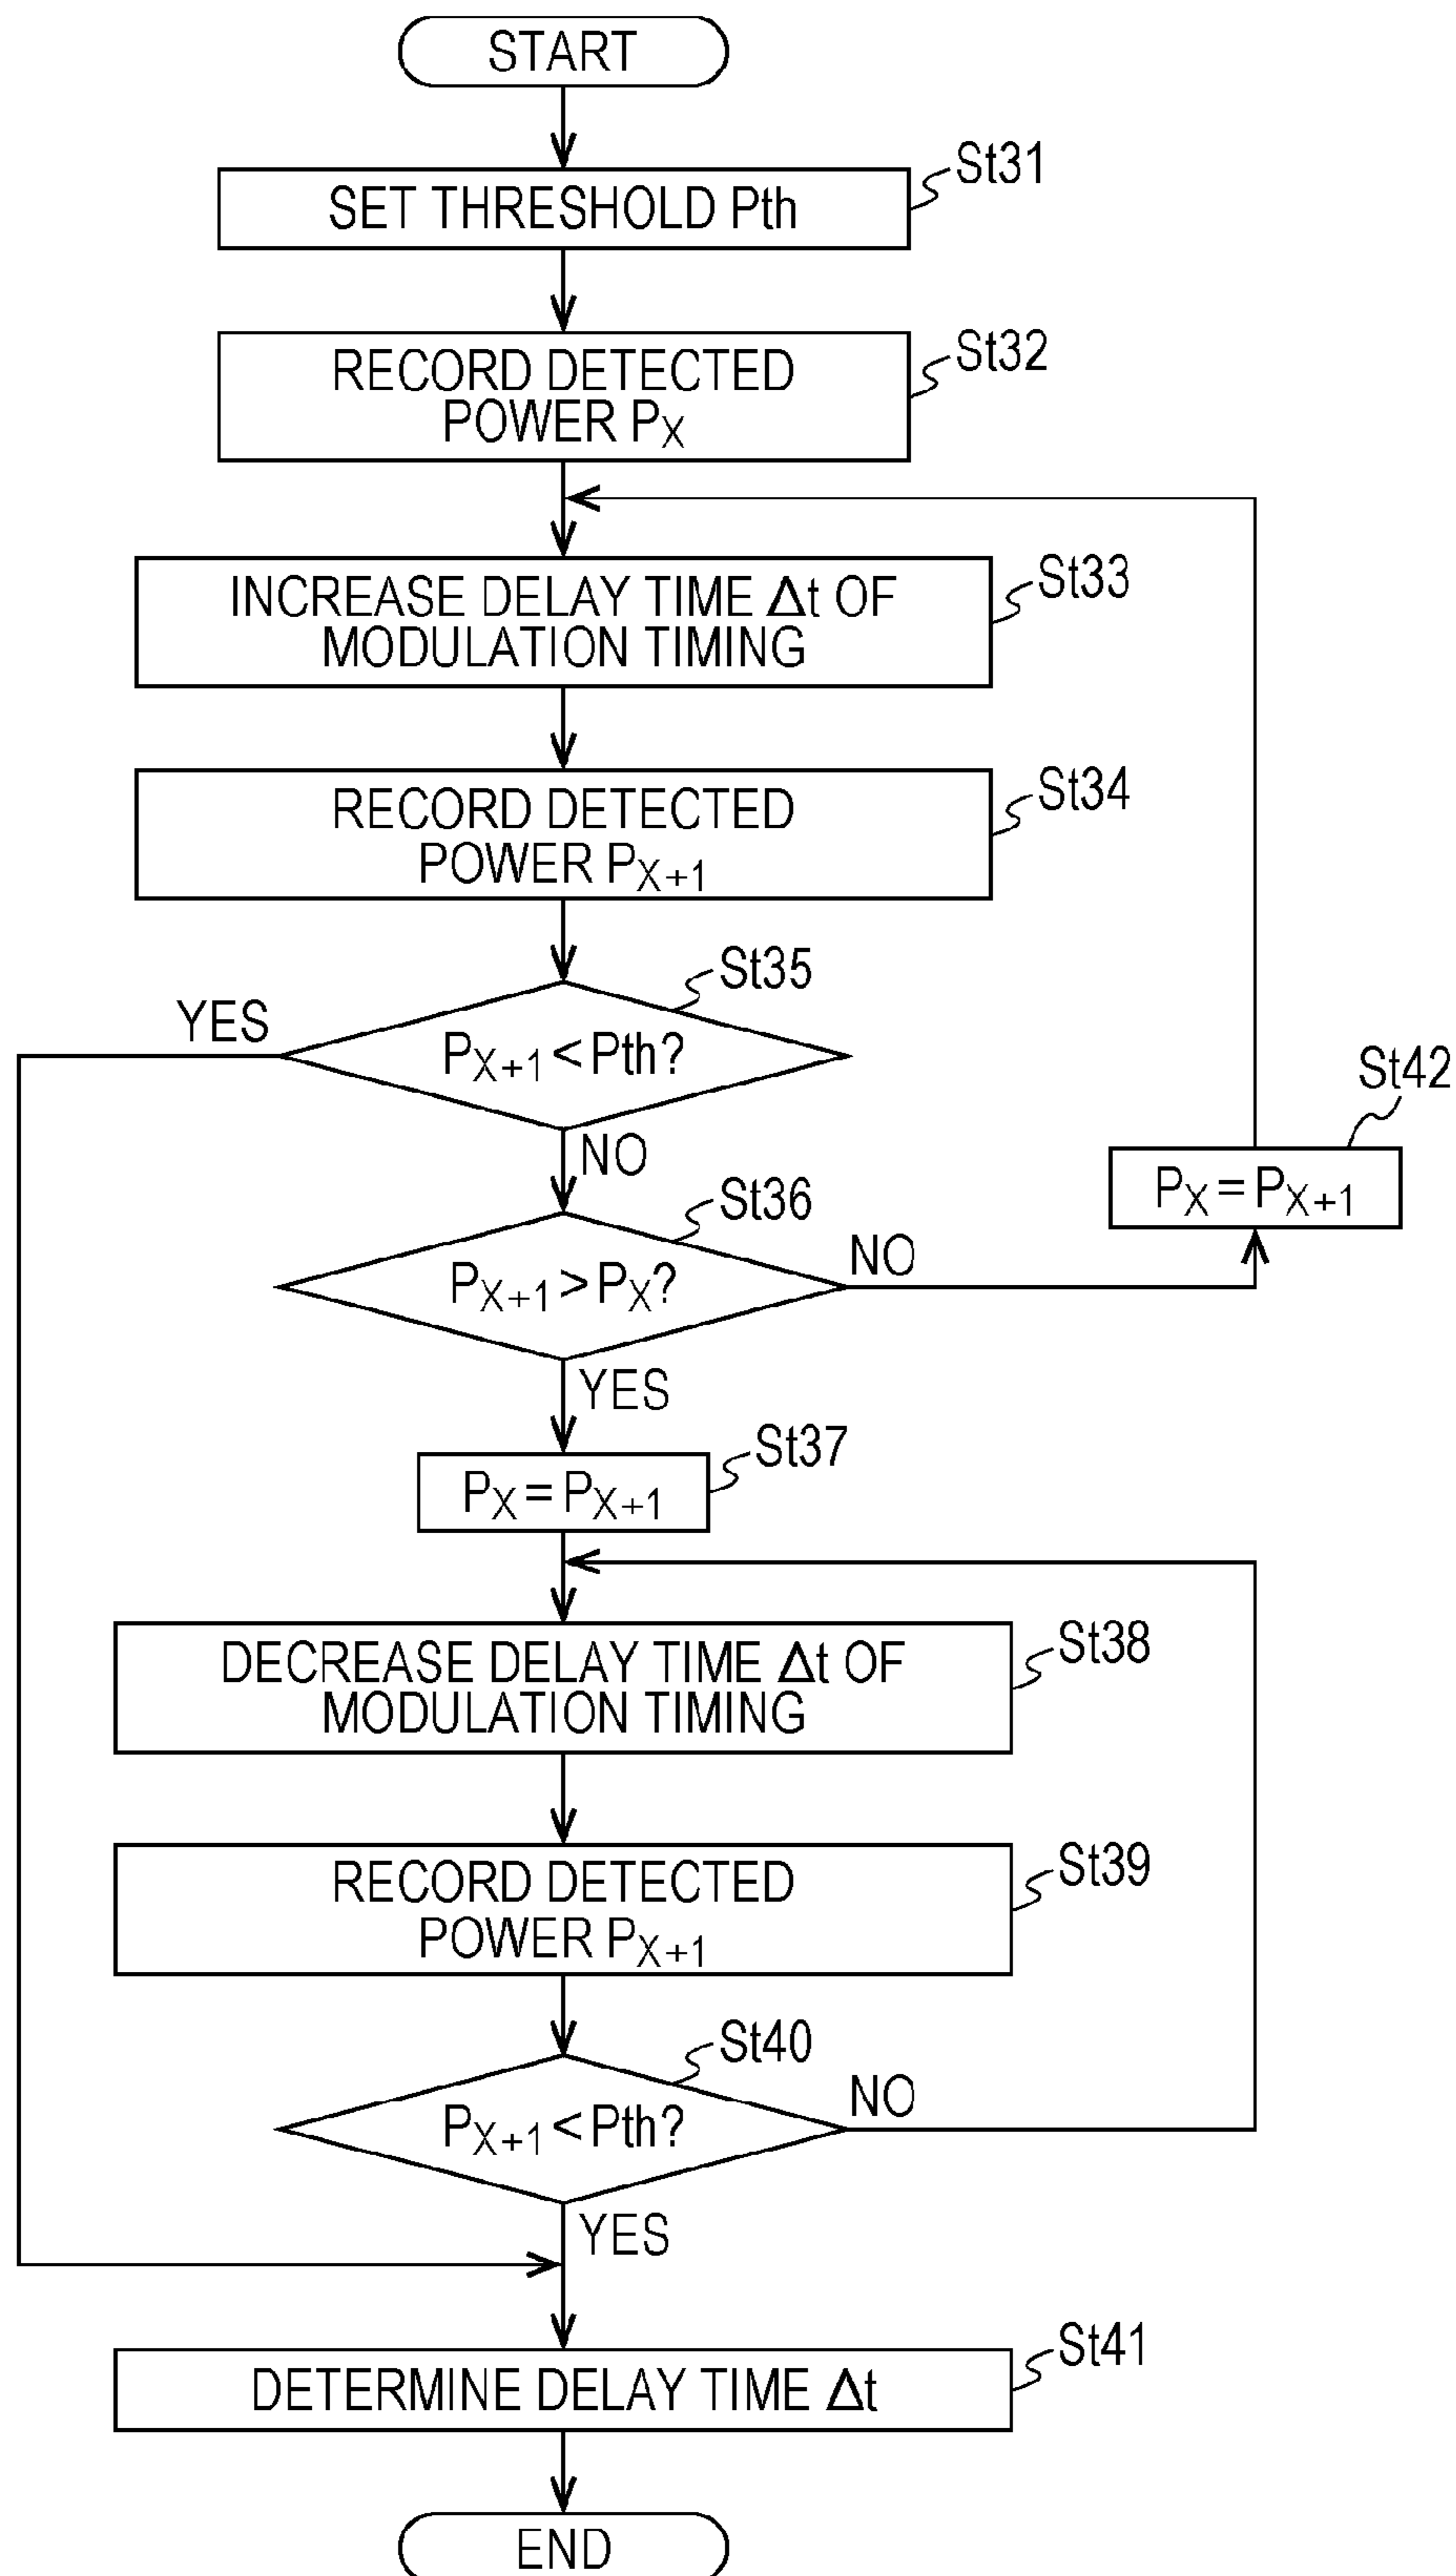 START
St31
SET THRESHOLD Pth
St32
RECORD DETECTED
POWER PX
St33
INCREASE DELAY TIME Δt OF
MODULATION TIMING
St34
RECORD DETECTED
POWER PX+1
St35
YES
PX+1 < Pth?
NO
St42
PX = PX+1
St36
NO
PX+1 > PX?
YES
St37
PX = PX+1
St38
DECREASE DELAY TIME Δt OF
MODULATION TIMING
St39
RECORD DETECTED
POWER PX+1
St40
NO
PX+1 < Pth?
YES
St41
DETERMINE DELAY TIME Δt
END